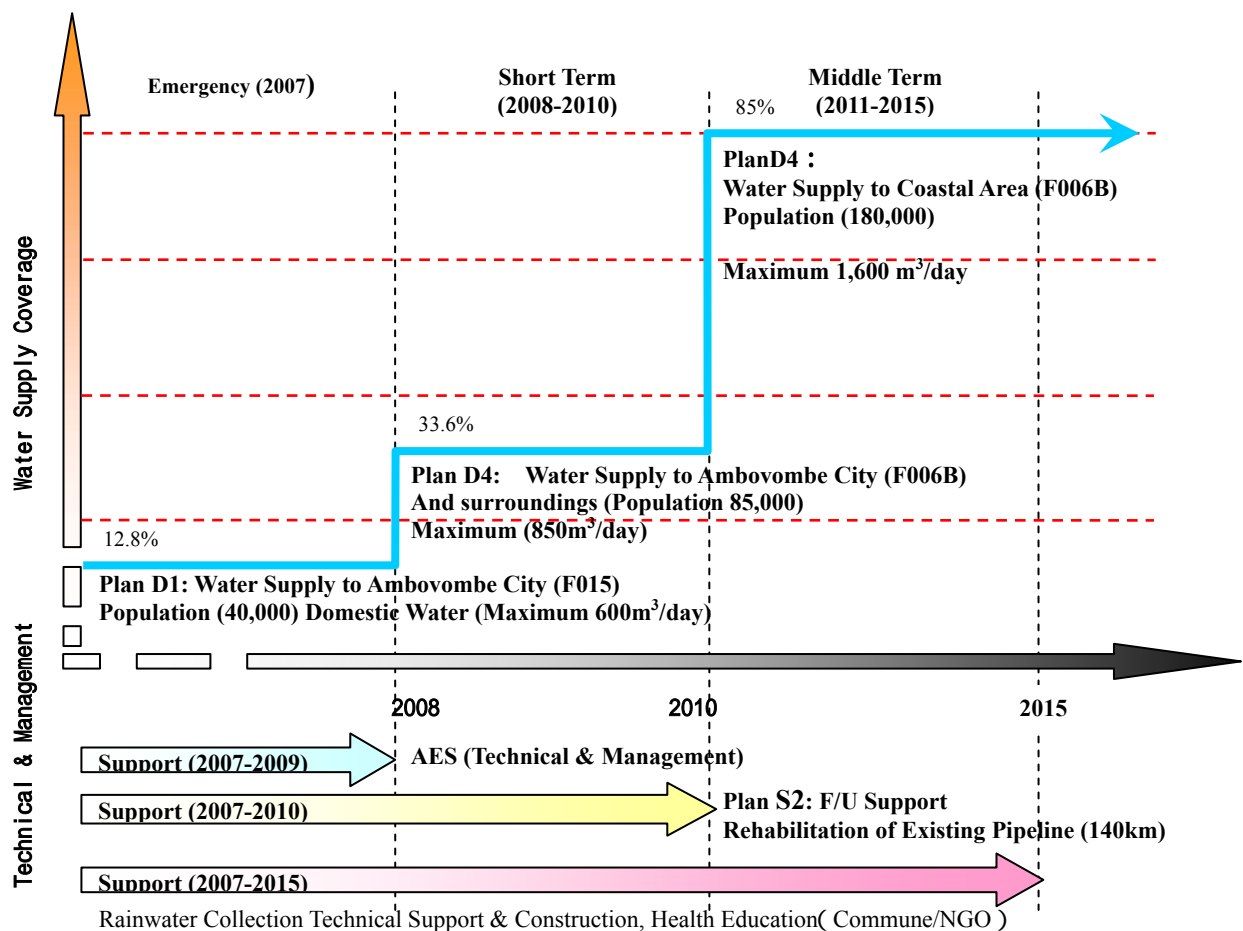 Emergency (2007)
Short Term
(2008-2010)
Middle Term
(2011-2015)
85%
PlanD4：
Water Supply to Coastal Area (F006B)
Population (180,000)
Maximum 1,600 m³/day
33.6%
Plan D4: Water Supply to Ambovombe City (F006B)
And surroundings (Population 85,000)
Maximum (850m³/day)
12.8%
Plan D1: Water Supply to Ambovombe City (F015)
Population (40,000) Domestic Water (Maximum 600m³/day)
Water Supply Coverage
2008
2010
2015
Technical & Management
Support (2007-2009)
AES (Technical & Management)
Support (2007-2010)
Plan S2: F/U Support
Rehabilitation of Existing Pipeline (140km)
Support (2007-2015)
Rainwater Collection Technical Support & Construction, Health Education( Commune/NGO )